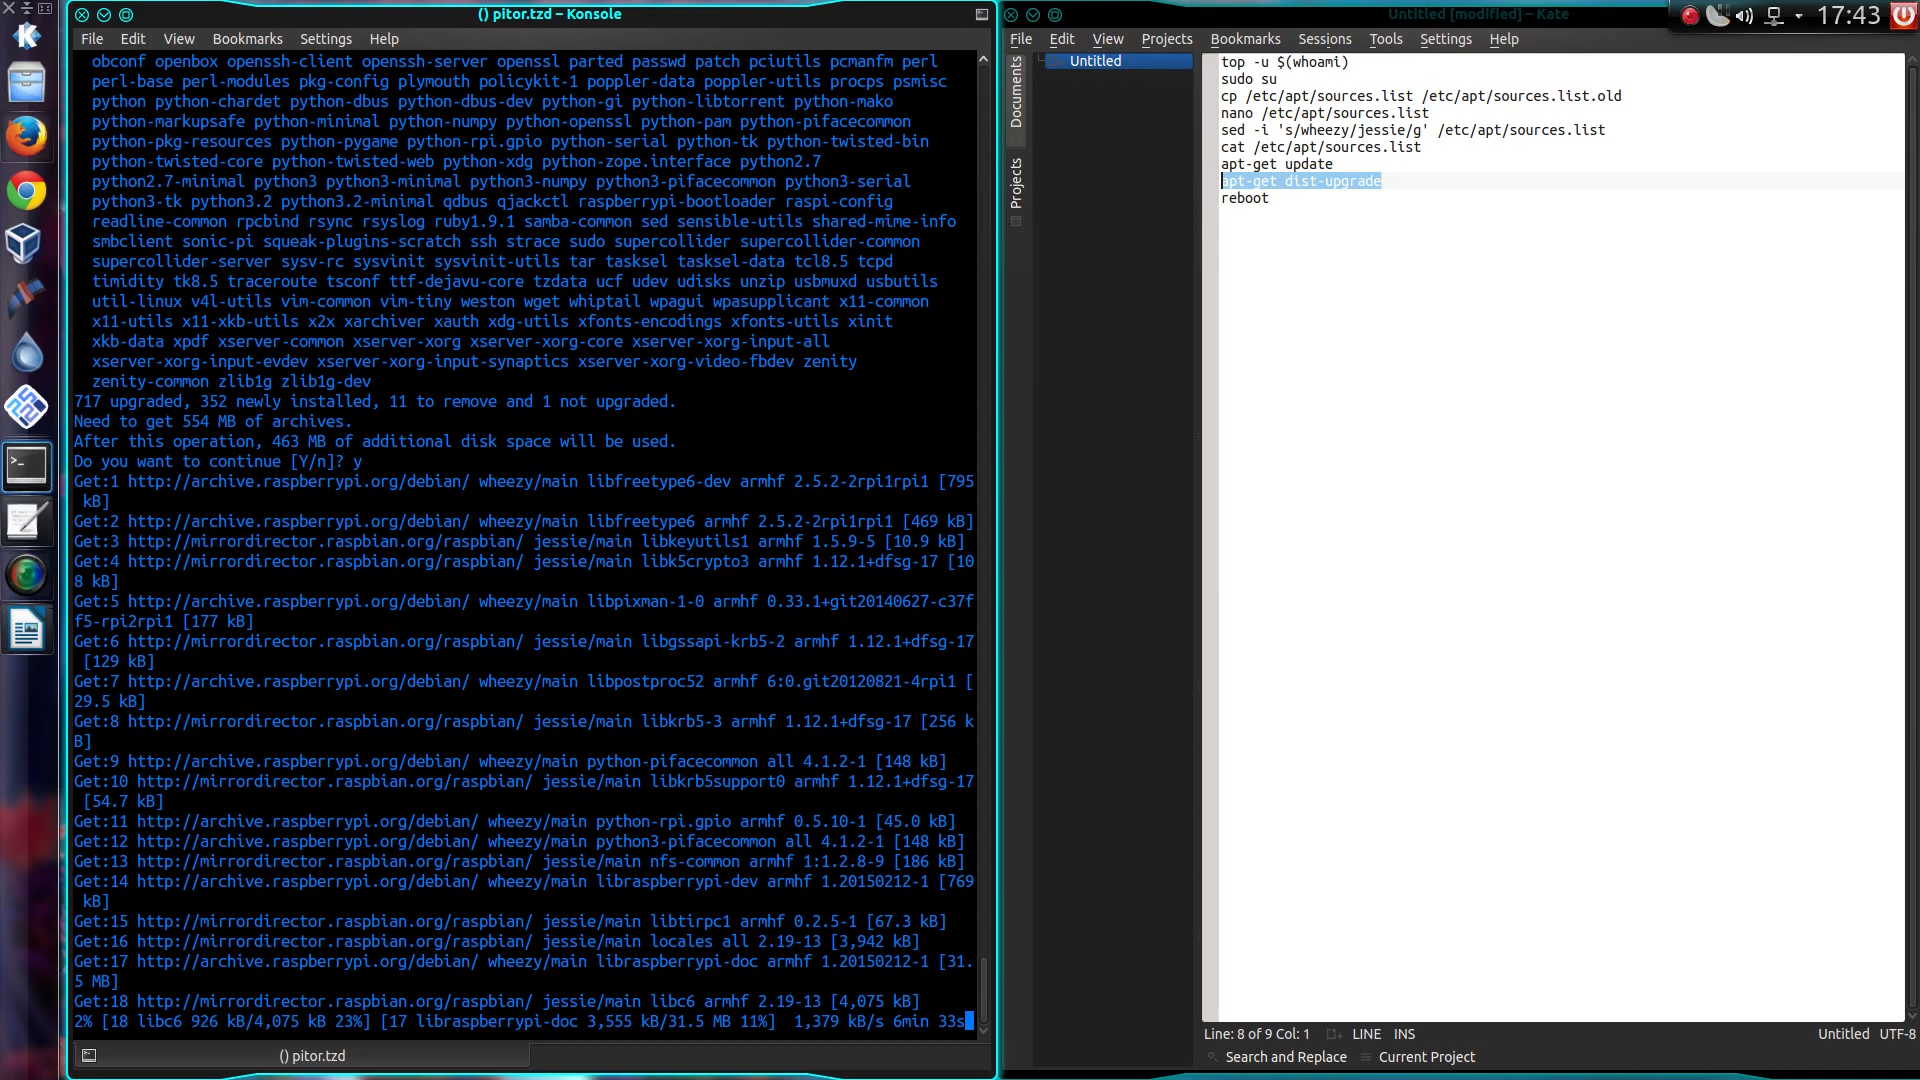 () pitor.tzd – Konsole
File Edit View Bookmarks Settings Help
obconf openbox openssh-client openssh-server openssl parted passwd patch pciutils pcmanfm perl
perl-base perl-modules pkg-config plymouth policykit-1 poppler-data poppler-utils procps psmisc
python python-chardet python-dbus python-dbus-dev python-gi python-libtorrent python-mako
python-markupsafe python-minimal python-numpy python-openssl python-pam python-pifacecommon
python-pkg-resources python-pygame python-rpi.gpio python-serial python-tk python-twisted-bin
python-twisted-core python-twisted-web python-xdg python-zope.interface python2.7
python2.7-minimal python3 python3-minimal python3-numpy python3-pifacecommon python3-serial
python3-tk python3.2 python3.2-minimal qdbus qjackctl raspberrypi-bootloader raspi-config
readline-common rpcbind rsync rsyslog ruby1.9.1 samba-common sed sensible-utils shared-mime-info
smbclient sonic-pi squeak-plugins-scratch ssh strace sudo supercollider supercollider-common
supercollider-server sysv-rc sysvinit sysvinit-utils tar tasksel tasksel-data tcl8.5 tcpd
timidity tk8.5 traceroute tsconf ttf-dejavu-core tzdata ucf udev udisks unzip usbmuxd usbutils
util-linux v4l-utils vim-common vim-tiny weston wget whiptail wpagui wpasupplicant x11-common
x11-utils x11-xkb-utils x2x xarchiver xauth xdg-utils xfonts-encodings xfonts-utils xinit
xkb-data xpdf xserver-common xserver-xorg xserver-xorg-core xserver-xorg-input-all
xserver-xorg-input-evdev xserver-xorg-input-synaptics xserver-xorg-video-fbdev zenity
zenity-common zlib1g zlib1g-dev
717 upgraded, 352 newly installed, 11 to remove and 1 not upgraded.
Need to get 554 MB of archives.
After this operation, 463 MB of additional disk space will be used.
Do you want to continue [Y/n]? y
Get:1 http://archive.raspberrypi.org/debian/ wheezy/main libfreetype6-dev armhf 2.5.2-2rpi1rpi1 [795
kB]
Get:2 http://archive.raspberrypi.org/debian/ wheezy/main libfreetype6 armhf 2.5.2-2rpi1rpi1 [469 kB]
Get:3 http://mirrordirector.raspbian.org/raspbian/ jessie/main libkeyutils1 armhf 1.5.9-5 [10.9 kB]
Get:4 http://mirrordirector.raspbian.org/raspbian/ jessie/main libk5crypto3 armhf 1.12.1+dfsg-17 [10
8 kB]
Get:5 http://archive.raspberrypi.org/debian/ wheezy/main libpixman-1-0 armhf 0.33.1+git20140627-c37f
f5-rpi2rpi1 [177 kB]
Get:6 http://mirrordirector.raspbian.org/raspbian/ jessie/main libgssapi-krb5-2 armhf 1.12.1+dfsg-17
[129 kB]
Get:7 http://archive.raspberrypi.org/debian/ wheezy/main libpostproc52 armhf 6:0.git20120821-4rpi1 [
29.5 kB]
Get:8 http://mirrordirector.raspbian.org/raspbian/ jessie/main libkrb5-3 armhf 1.12.1+dfsg-17 [256 k
B]
Get:9 http://archive.raspberrypi.org/debian/ wheezy/main python-pifacecommon all 4.1.2-1 [148 kB]
Get:10 http://mirrordirector.raspbian.org/raspbian/ jessie/main libkrb5support0 armhf 1.12.1+dfsg-17
[54.7 kB]
Get:11 http://archive.raspberrypi.org/debian/ wheezy/main python-rpi.gpio armhf 0.5.10-1 [45.0 kB]
Get:12 http://archive.raspberrypi.org/debian/ wheezy/main python3-pifacecommon all 4.1.2-1 [148 kB]
Get:13 http://mirrordirector.raspbian.org/raspbian/ jessie/main nfs-common armhf 1:1.2.8-9 [186 kB]
Get:14 http://archive.raspberrypi.org/debian/ wheezy/main libraspberrypi-dev armhf 1.20150212-1 [769
kB]
Get:15 http://mirrordirector.raspbian.org/raspbian/ jessie/main libtirpc1 armhf 0.2.5-1 [67.3 kB]
Get:16 http://mirrordirector.raspbian.org/raspbian/ jessie/main locales all 2.19-13 [3,942 kB]
Get:17 http://archive.raspberrypi.org/debian/ wheezy/main libraspberrypi-doc armhf 1.20150212-1 [31.
5 MB]
Get:18 http://mirrordirector.raspbian.org/raspbian/ jessie/main libc6 armhf 2.19-13 [4,075 kB]
2% [18 libc6 926 kB/4,075 kB 23%] [17 libraspberrypi-doc 3,555 kB/31.5 MB 11%] 1,379 kB/s 6min 33s
() pitor.tzd
Untitled [modified] – Kate
17:43
File Edit View Projects Bookmarks Sessions Tools Settings Help
Documents
Projects
Untitled
top -u $(whoami)
sudo su
cp /etc/apt/sources.list /etc/apt/sources.list.old
nano /etc/apt/sources.list
sed -i 's/wheezy/jessie/g' /etc/apt/sources.list
cat /etc/apt/sources.list
apt-get update
apt-get dist-upgrade
reboot
Line: 8 of 9 Col: 1 LINE INS Untitled UTF-8
Search and Replace Current Project